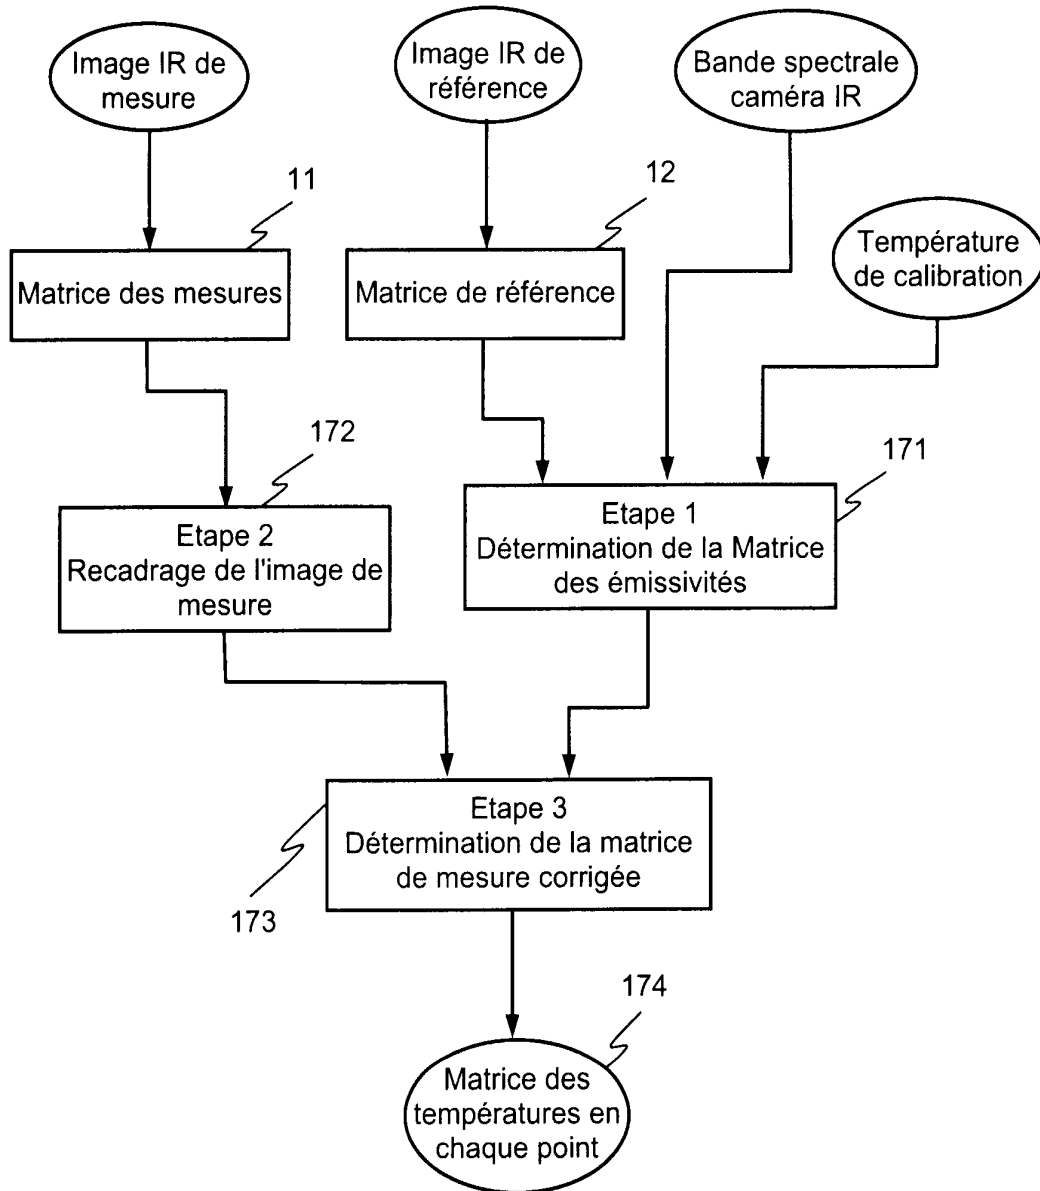 Image IR de
mesure
Image IR de
référence
Bande spectrale
caméra IR
11
12
Température
de calibration
Matrice des mesures
Matrice de référence
172
171
Etape 2
Recadrage de l'image de
mesure
Etape 1
Détermination de la Matrice
des émissivités
Etape 3
Détermination de la matrice
de mesure corrigée
173
174
Matrice des
températures en
chaque point